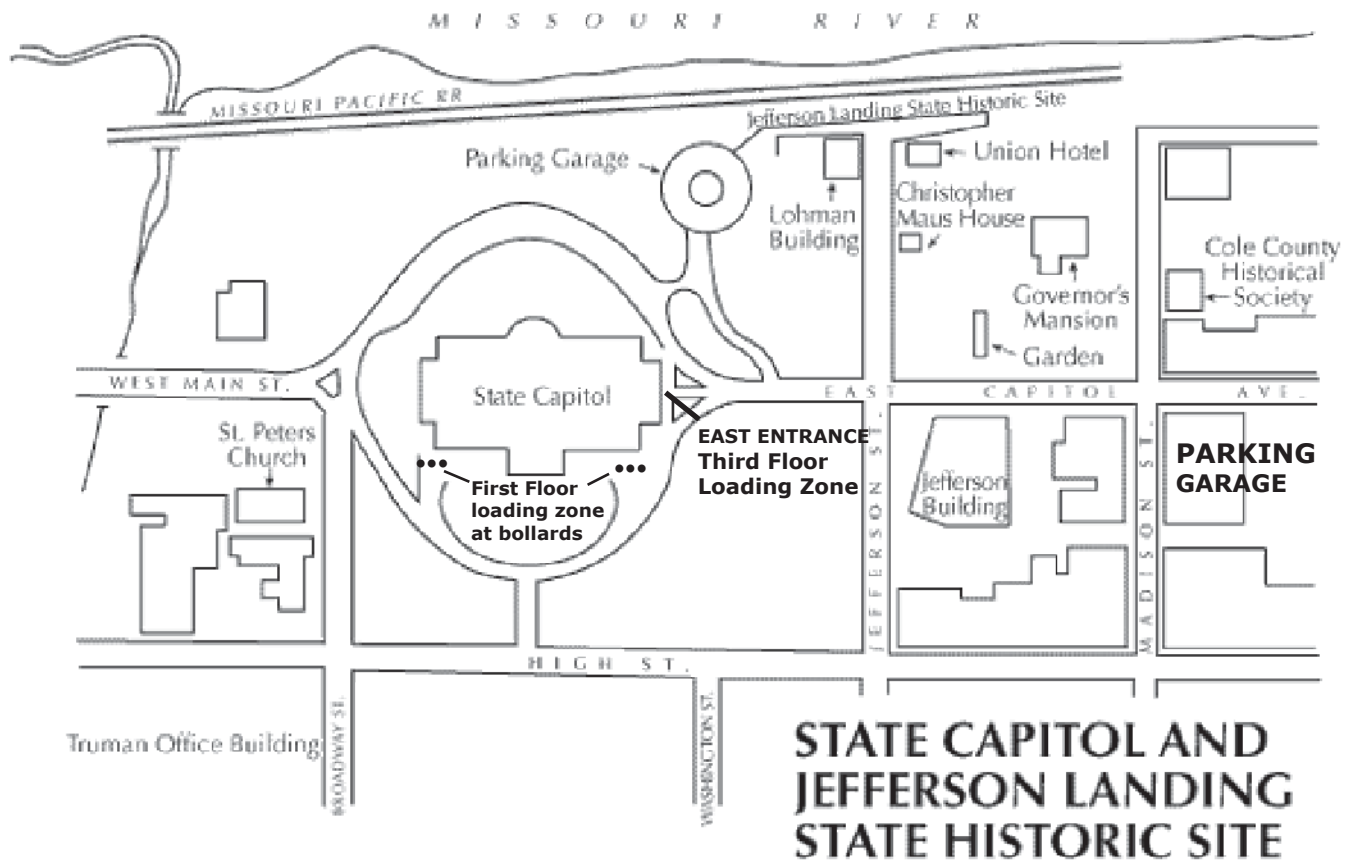 MISSOURI RIVER
MISSOURI PACIFIC RR
Jefferson Landing State Historic Site
Parking Garage
Union Hotel
Lohman
Building
Christopher
Maus House
Governor's
Mansion
Garden
Cole County
Historical
Society
WEST MAIN ST.
State Capitol
EAST CAPITOL AVE.
St. Peters
Church
EAST ENTRANCE
Third Floor
Loading Zone
First Floor
loading zone
at bollards
JEFFERSON ST.
Jefferson
Building
MADISON ST.
PARKING
GARAGE
HIGH ST.
Truman Office Building
BROADWAY ST.
WASHINGTON ST.
STATE CAPITOL AND
JEFFERSON LANDING
STATE HISTORIC SITE